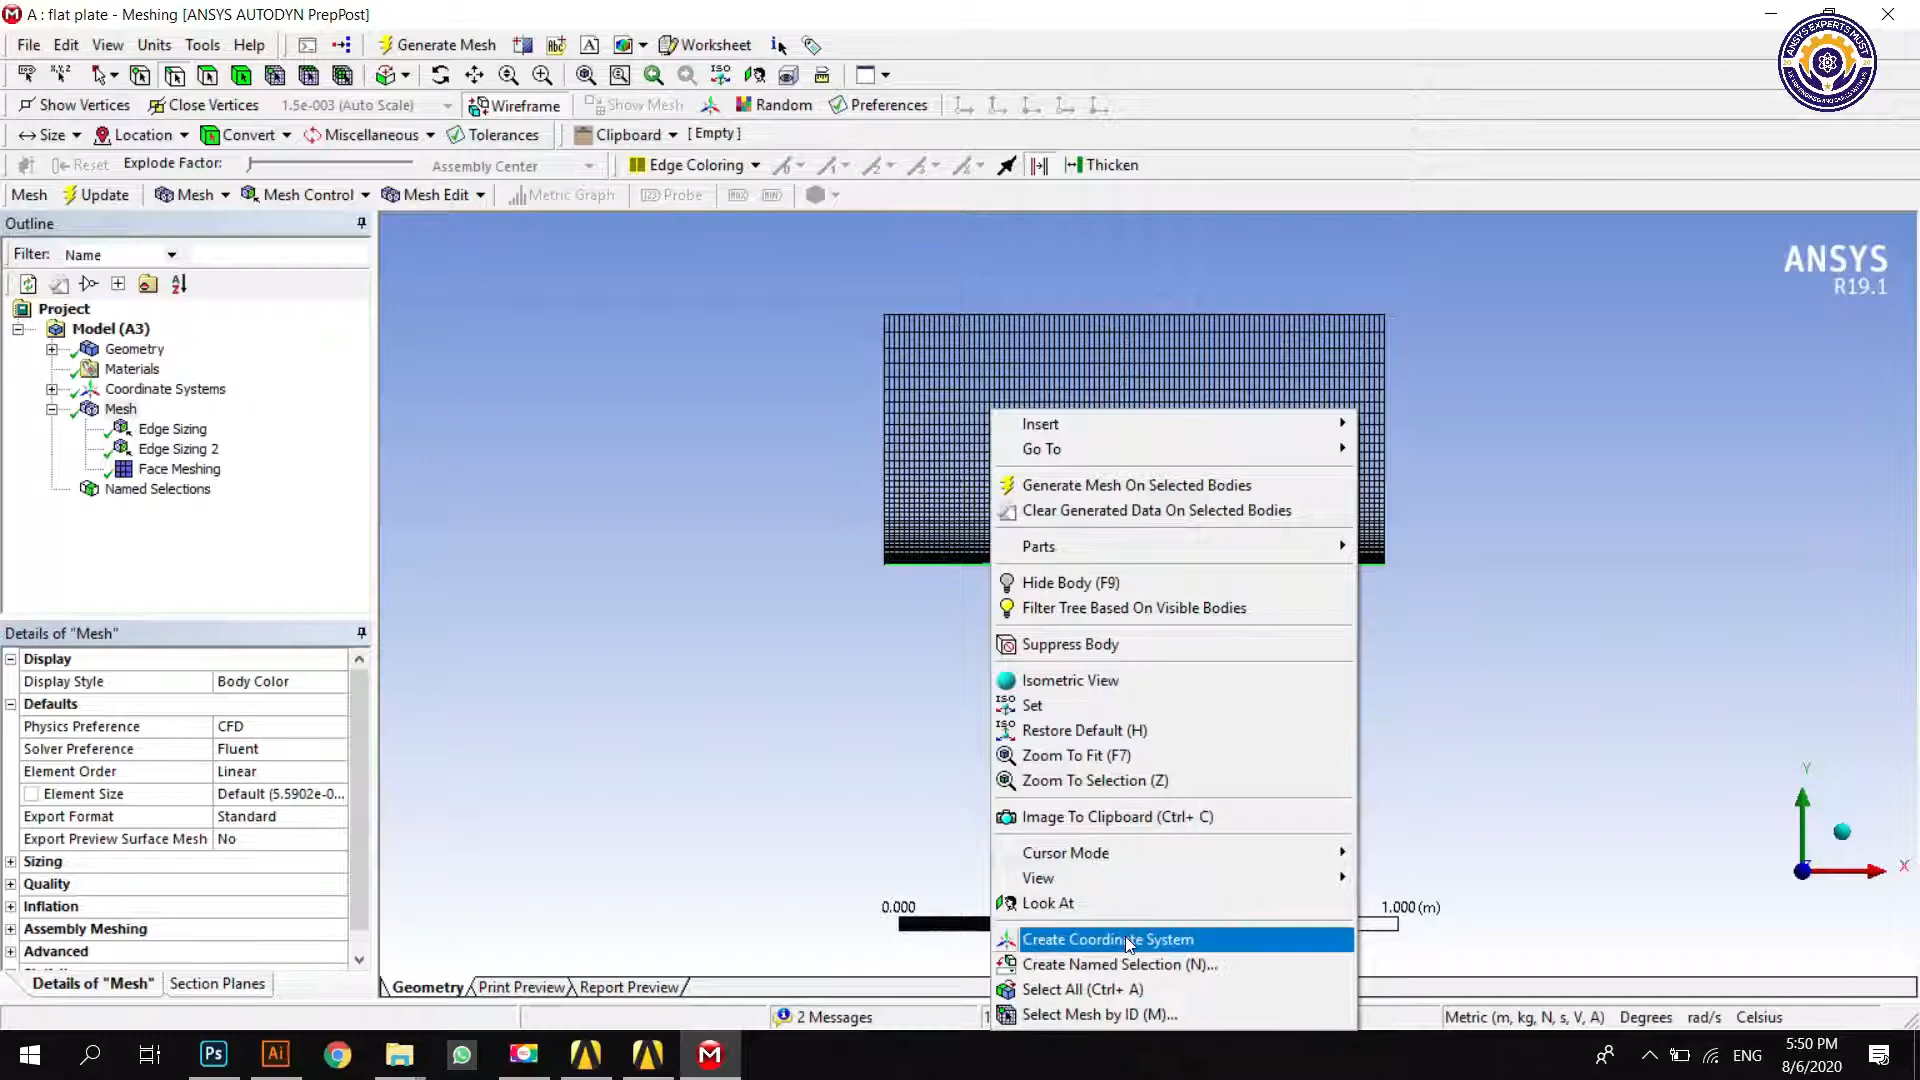 A : flat plate - Meshing [ANSYS AUTODYN PrepPost]
File Edit View Units Tools Help Generate Mesh Worksheet
Show Vertices Close Vertices 1.5e-003 (Auto Scale) Wireframe Show Mesh Random Preferences
Size Location Convert Miscellaneous Tolerances Clipboard [ Empty ]
Reset Explode Factor: Assembly Center Edge Coloring Thicken
Mesh Update Mesh Mesh Control Mesh Edit Metric Graph Probe
Outline
Filter: Name
Project
Model (A3)
Geometry
Materials
Coordinate Systems
Mesh
Edge Sizing
Edge Sizing 2
Face Meshing
Named Selections
Details of "Mesh"
Display
Display Style Body Color
Defaults
Physics Preference CFD
Solver Preference Fluent
Element Order Linear
Element Size Default (5.5902e-0...
Export Format Standard
Export Preview Surface Mesh No
Sizing
Quality
Inflation
Assembly Meshing
Advanced
Details of "Mesh" Section Planes
ANSYS
R19.1
Insert
Go To
Generate Mesh On Selected Bodies
Clear Generated Data On Selected Bodies
Parts
Hide Body (F9)
Filter Tree Based On Visible Bodies
Suppress Body
Isometric View
Set
Restore Default (H)
Zoom To Fit (F7)
Zoom To Selection (Z)
Image To Clipboard (Ctrl+ C)
Cursor Mode
View
Look At
Create Coordinate System
Create Named Selection (N)...
Select All (Ctrl+ A)
Select Mesh by ID (M)...
0.000 1.000 (m)
Y
X
Geometry Print Preview Report Preview
2 Messages Metric (m, kg, N, s, V, A) Degrees rad/s Celsius
Ps Ai M ENG
5:50 PM
8/6/2020